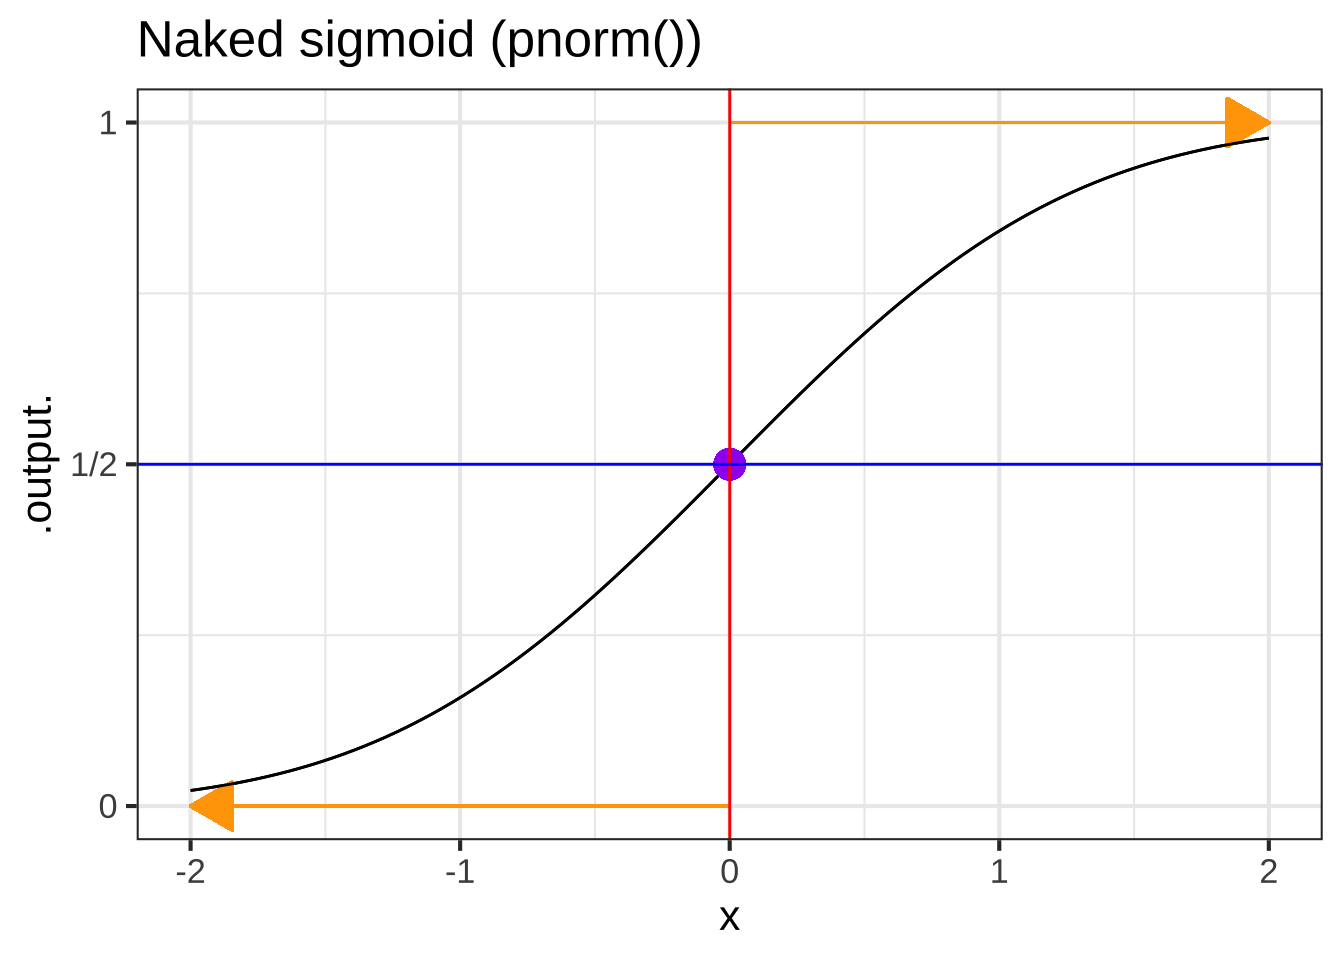 Naked sigmoid (pnorm())
1
1/2
0
.output.
-2
-1
0
1
2
x